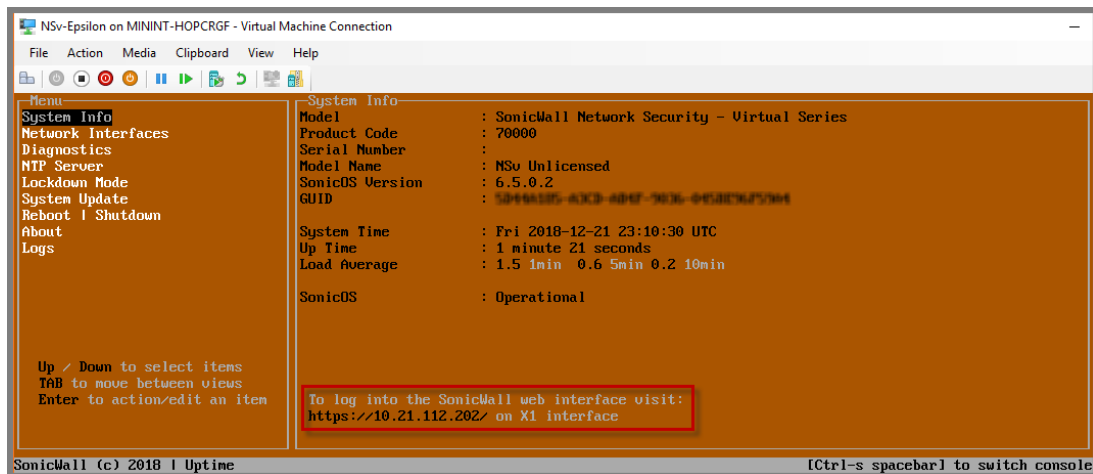 NSv-Epsilon on MININT-HOPCRGF - Virtual Machine Connection
File Action Media Clipboard View Help
Menu
System Info
Network Interfaces
Diagnostics
NTP Server
Lockdown Mode
System Update
Reboot | Shutdown
About
Logs
Up / Down to select items
TAB to move between views
Enter to action/edit an item
System Info
Model : SonicWall Network Security - Virtual Series
Product Code : 70000
Serial Number :
Model Name : NSv Unlicensed
SonicOS Version : 6.5.0.2
GUID :
System Time : Fri 2018-12-21 23:10:30 UTC
Up Time : 1 minute 21 seconds
Load Average : 1.5 1min 0.6 5min 0.2 10min
SonicOS : Operational
To log into the SonicWall web interface visit:
https://10.21.112.202/ on X1 interface
SonicWall (c) 2018 | Uptime
[Ctrl-s spacebar] to switch console